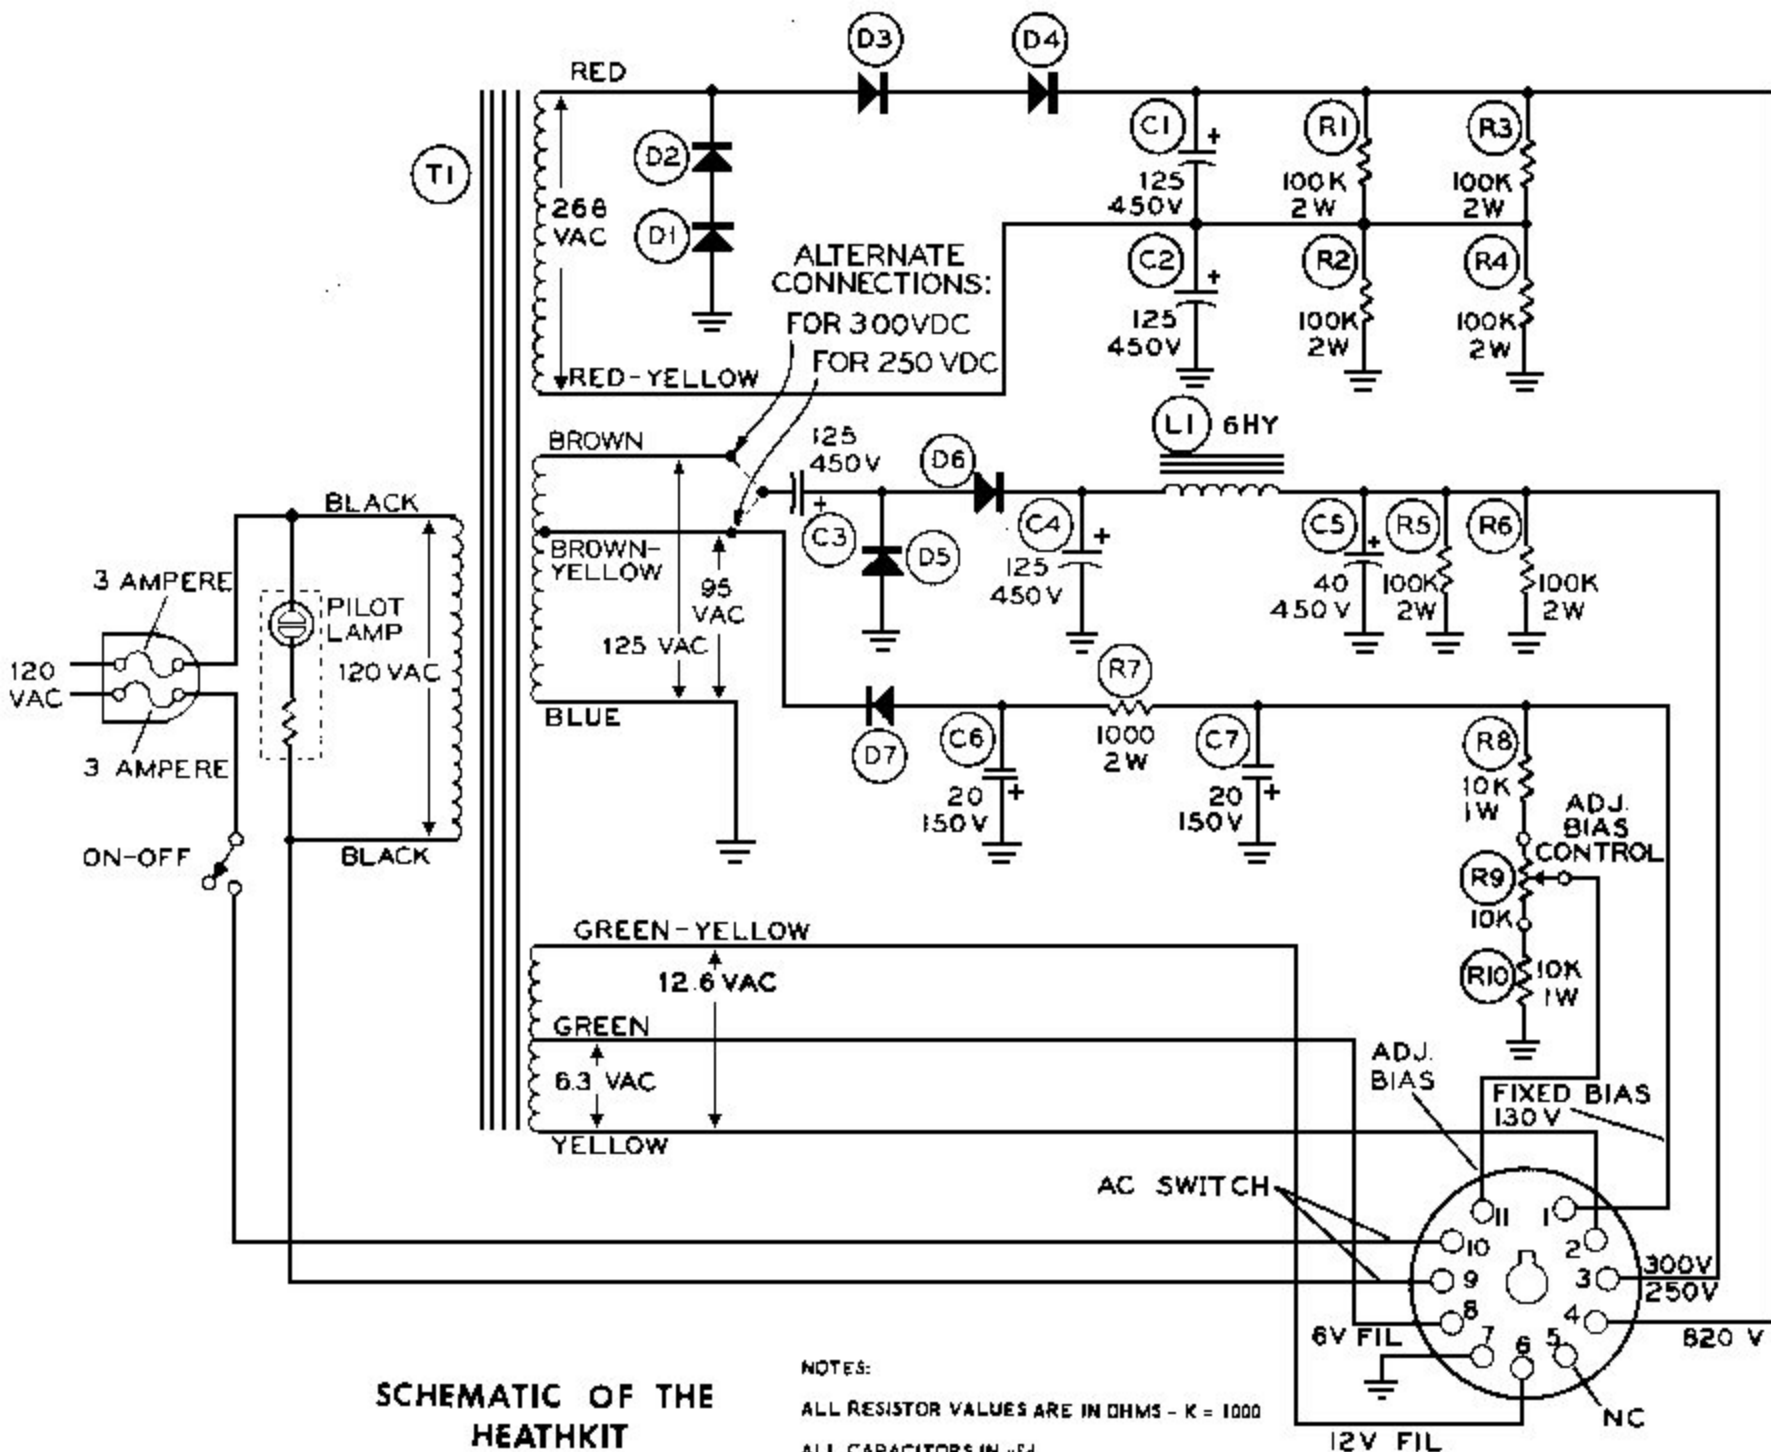 D3
D4
RED
D2
D1
T1
268
VAC
C1
+
125
450V
R1
100K
2W
R3
100K
2W
C2
+
125
450V
R2
100K
2W
R4
100K
2W
RED-YELLOW
ALTERNATE
CONNECTIONS:
FOR 300VDC
FOR 250 VDC
BROWN
BROWN-
YELLOW
125 VAC
95
VAC
BLUE
125
450V
+
C3
D5
D6
C4
+
125
450V
L1 6HY
C5
+
40
450V
R5
100K
2W
R6
100K
2W
D7
C6
20
150V
+
R7
1000
2W
C7
20
150V
+
R8
10K
1W
ADJ.
BIAS
CONTROL
R9
10K
R10
10K
1W
BLACK
3 AMPERE
PILOT
LAMP
120 VAC
120
VAC
3 AMPERE
ON-OFF
BLACK
GREEN-YELLOW
12.6 VAC
GREEN
6.3 VAC
YELLOW
ADJ.
BIAS
FIXED BIAS
130V
AC SWITCH
11
1
10
2
9
3
8
4
7
6
5
300V
250V
820 V
6V FIL
12V FIL
NC
SCHEMATIC OF THE
HEATHKIT
NOTES:
ALL RESISTOR VALUES ARE IN OHMS - K = 1000
ALL CAPACITORS IN